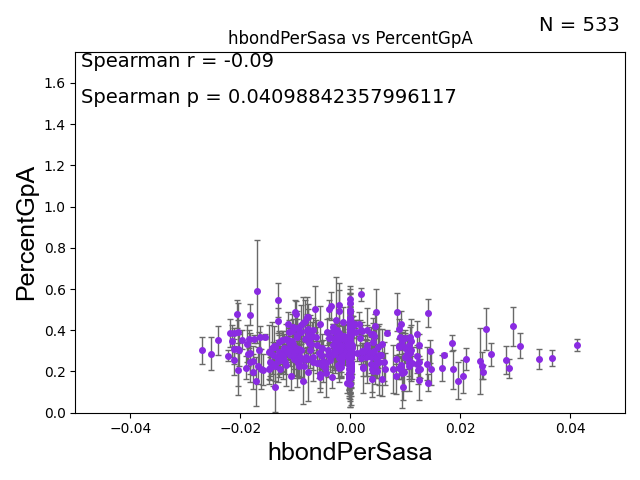 N = 533
hbondPerSasa vs PercentGpA
Spearman r = -0.09
Spearman p = 0.04098842357996117
1.6
1.4
1.2
1.0
0.8
0.6
0.4
0.2
0.0
PercentGpA
−0.04
−0.02
0.00
0.02
0.04
hbondPerSasa